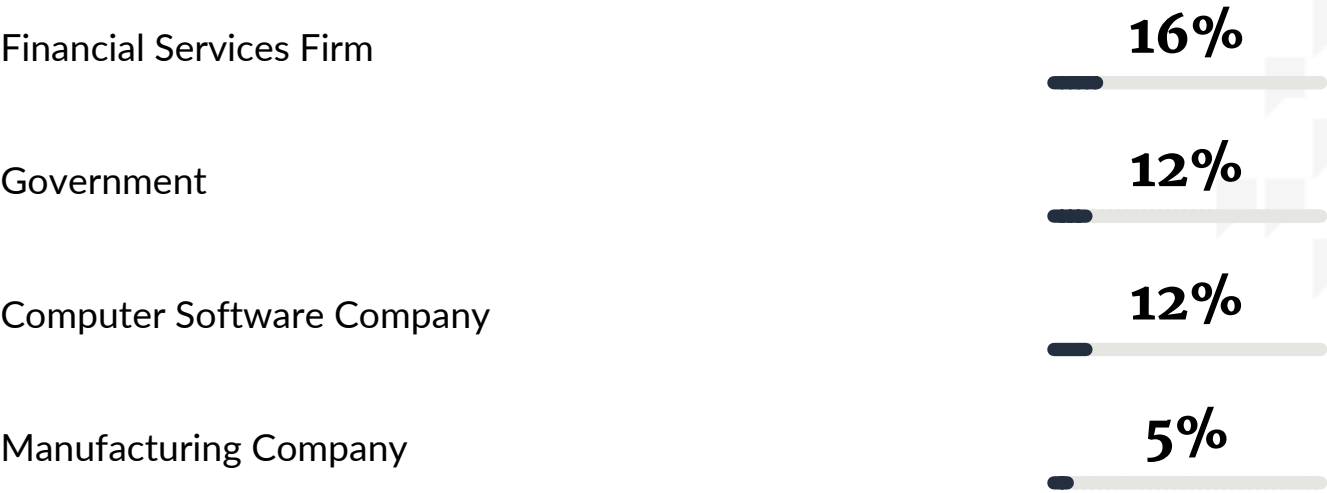 Financial Services Firm 16%
Government 12%
Computer Software Company 12%
Manufacturing Company 5%